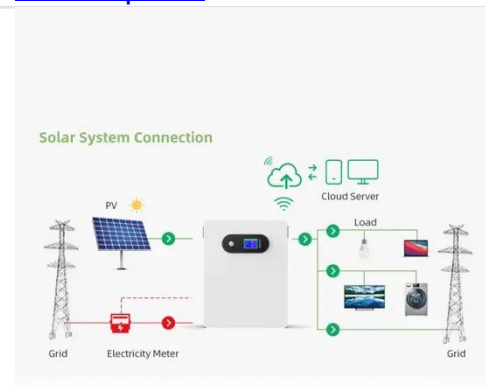 Solar System Connection
Cloud Server
PV
Load
Grid
Electricity Meter
Grid